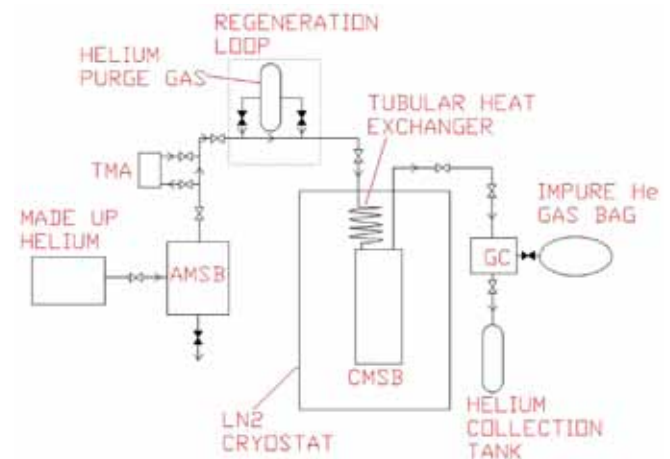 REGENERATION
LOOP
HELIUM
PURGE GAS
TUBULAR HEAT
EXCHANGER
TMA
MADE UP
HELIUM
AMSB
IMPURE He
GAS BAG
GC
CMSB
LN2
CRYOSTAT
HELIUM
COLLECTION
TANK